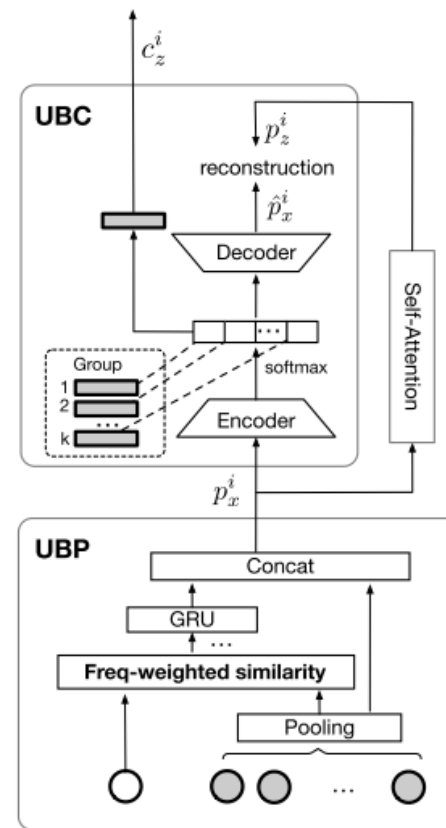 c_z^i
UBC
p_z^i
reconstruction
p̂_x^i
Decoder
Self-Attention
...
Group
softmax
1
2
...
k
Encoder
p_x^i
UBP
Concat
GRU
...
Freq-weighted similarity
Pooling
...